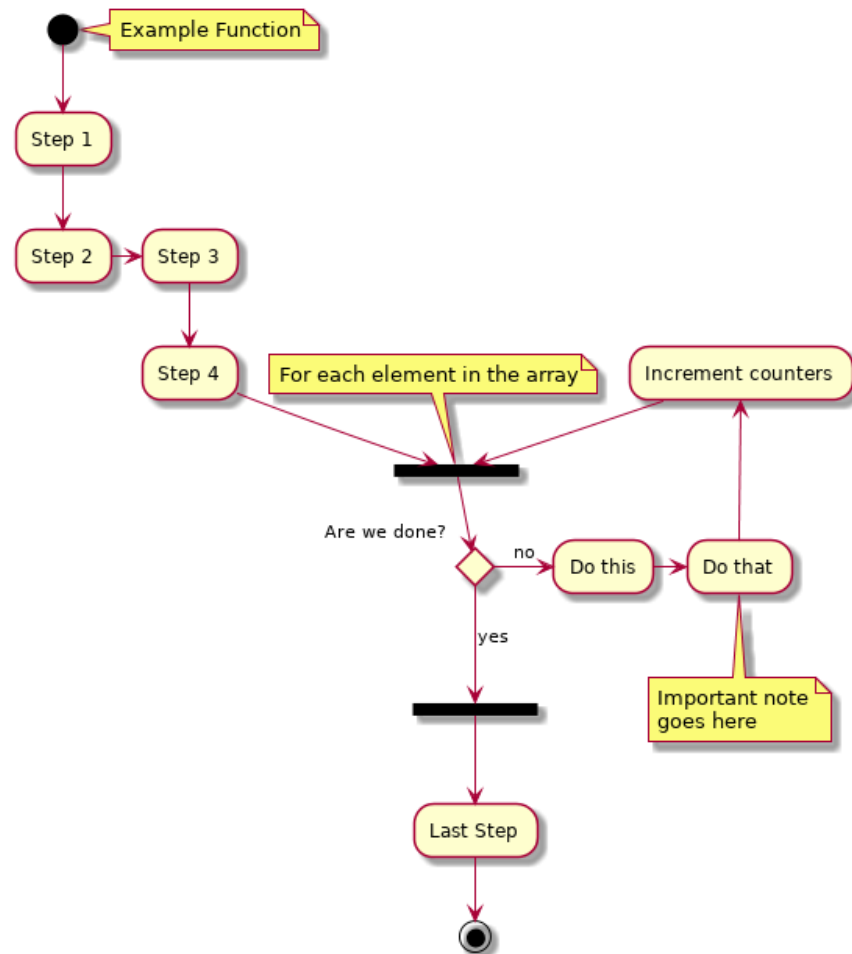 Example Function
Step 1
Step 2
Step 3
Step 4
For each element in the array
Increment counters
Are we done?
no
Do this
Do that
yes
Important note
goes here
Last Step